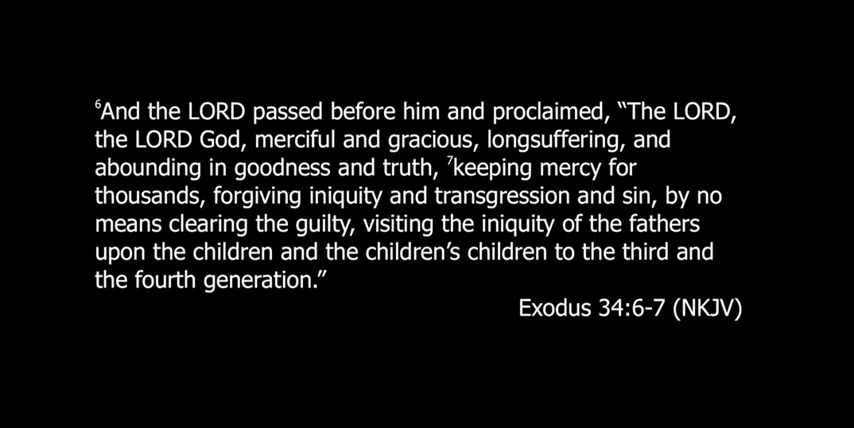 ⁶And the LORD passed before him and proclaimed, “The LORD,
the LORD God, merciful and gracious, longsuffering, and
abounding in goodness and truth, ⁷keeping mercy for
thousands, forgiving iniquity and transgression and sin, by no
means clearing the guilty, visiting the iniquity of the fathers
upon the children and the children’s children to the third and
the fourth generation.”
Exodus 34:6-7 (NKJV)